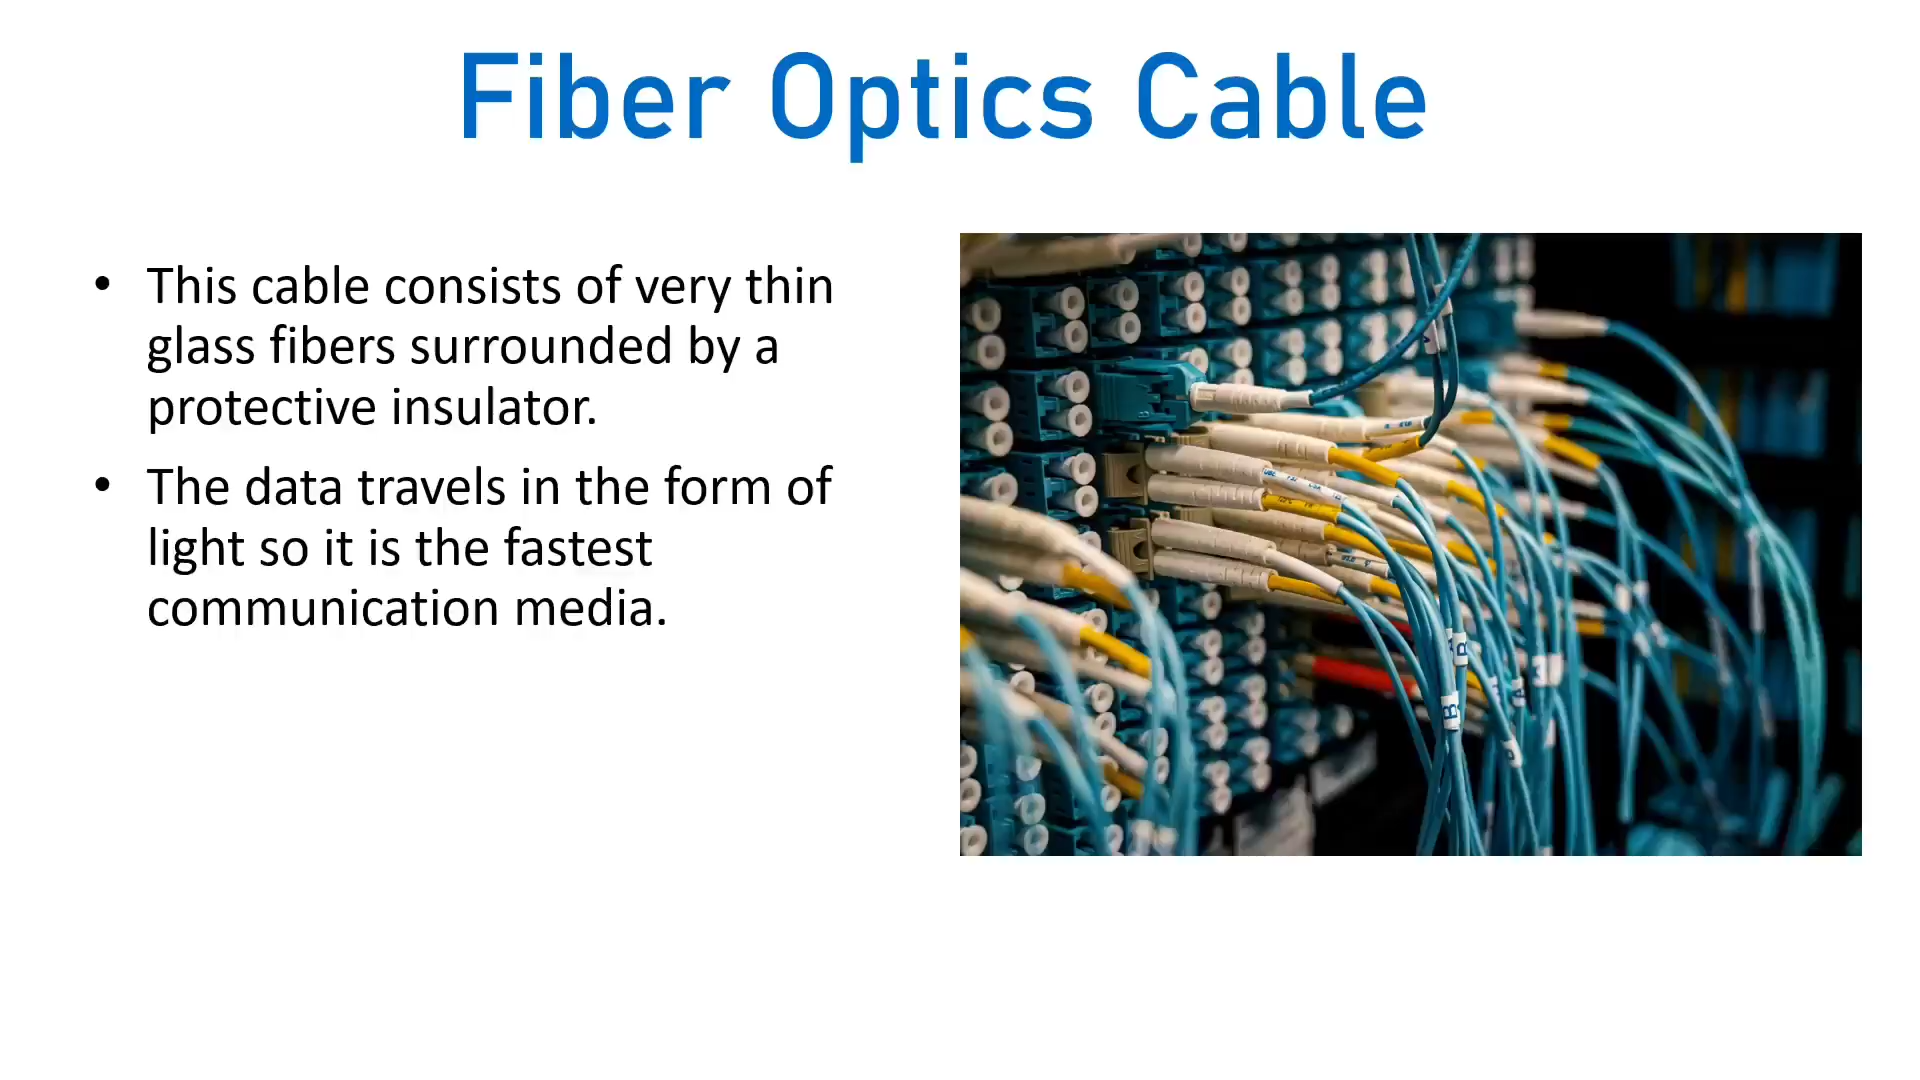 Fiber Optics Cable
• This cable consists of very thin
glass fibers surrounded by a
protective insulator.
• The data travels in the form of
light so it is the fastest
communication media.
B
B
A